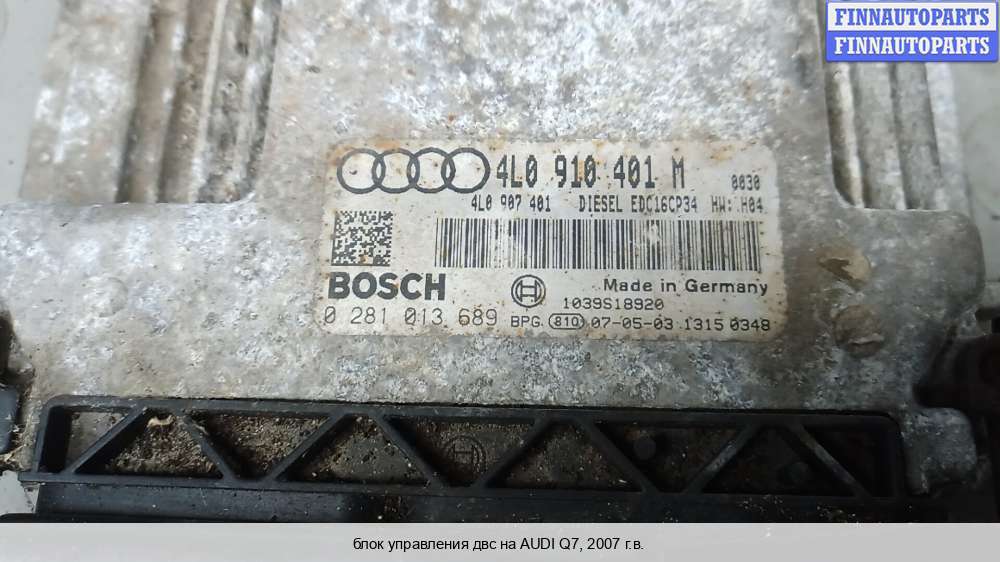 FINNAUTOPARTS
FINNAUTOPARTS
4L0 910 401 M 0030
4L0 907 401 DIESEL EDC16CP34 HW: H04
BOSCH
Made in Germany
1039S18920
0 281 013 689 BPG 810 07-05-03 1315 0348
блок управления двс на AUDI Q7, 2007 г.в.